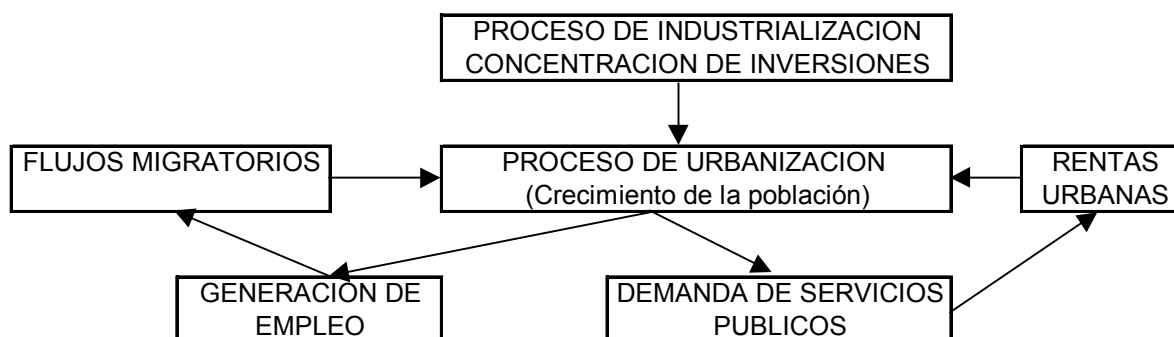 PROCESO DE INDUSTRIALIZACION
CONCENTRACION DE INVERSIONES
FLUJOS MIGRATORIOS
PROCESO DE URBANIZACION
(Crecimiento de la población)
RENTAS
URBANAS
GENERACIÓN DE
EMPLEO
DEMANDA DE SERVICIOS
PUBLICOS